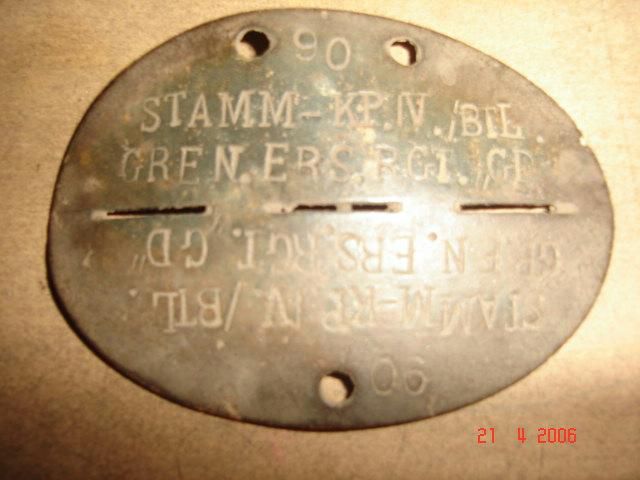 90
STAMM-KP. IV./BTL.
GREN. ERS. RGT. „GD
GREN. ERS. RGT. „GD"
STAMM-KP. IV./BTL.
90
21 4 2006